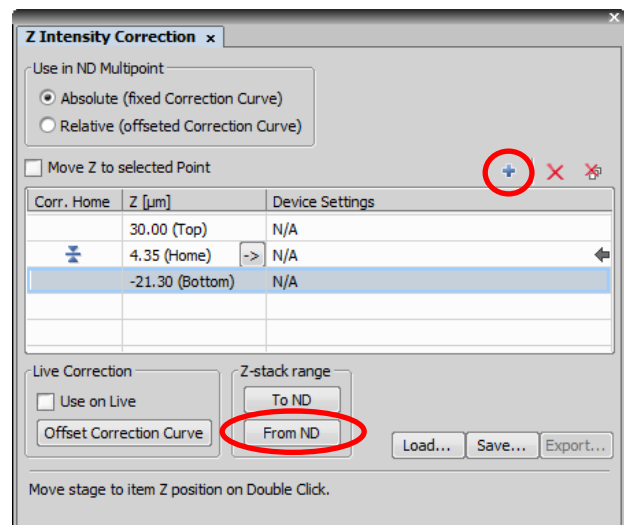 Z Intensity Correction x
Use in ND Multipoint
Absolute (fixed Correction Curve)
Relative (offseted Correction Curve)
Move Z to selected Point
Corr. Home Z [µm] Device Settings
30.00 (Top) N/A
4.35 (Home) -> N/A
-21.30 (Bottom) N/A
Live Correction Z-stack range
Use on Live To ND
Offset Correction Curve From ND Load... Save... Export...
Move stage to item Z position on Double Click.